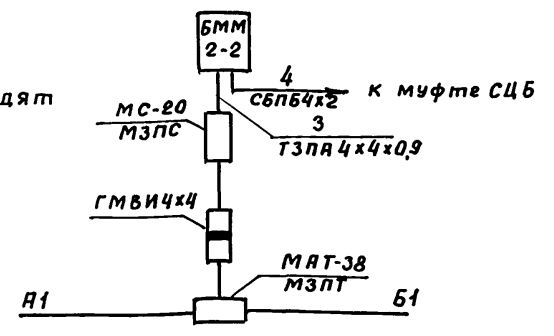 БММ
2-2
4
СБПБ4х2
к муфте СЦБ
дят
МС-20
МЗПС
3
ТЗПА 4х4х0,9
ГМВИ4х4
МАТ-38
МЗПТ
А1
Б1